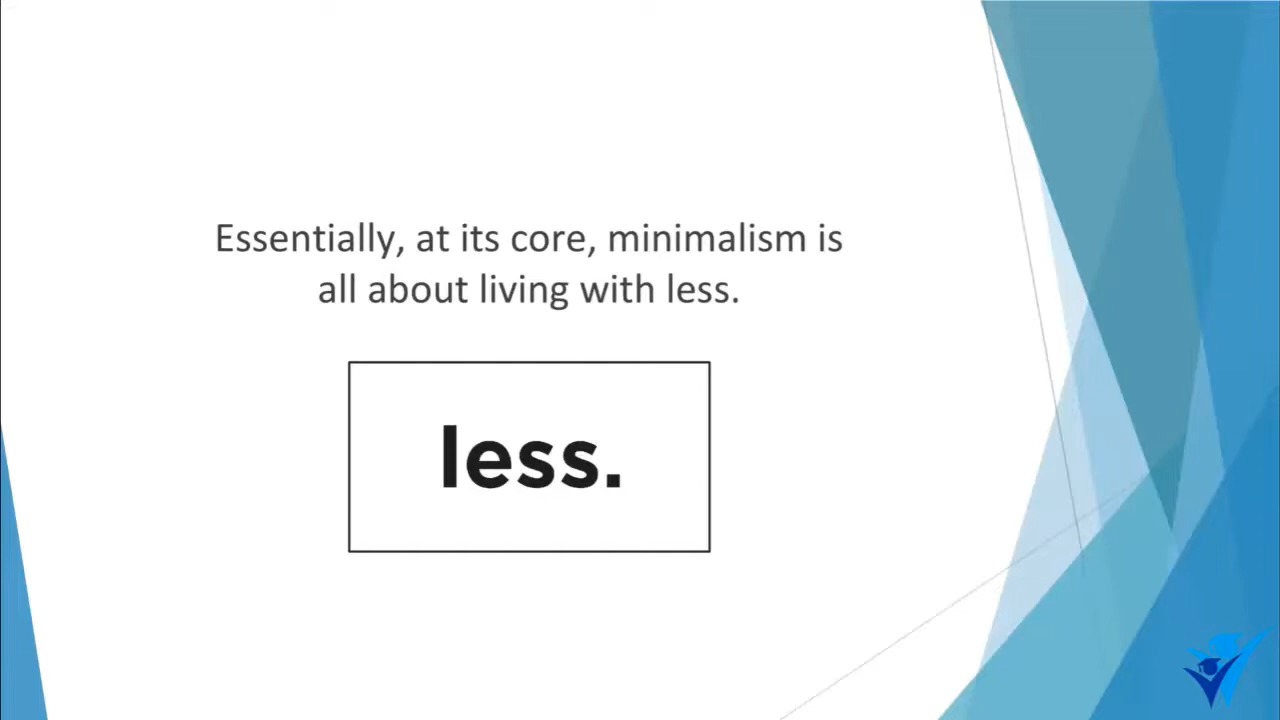 Essentially, at its core, minimalism is
all about living with less.
less.